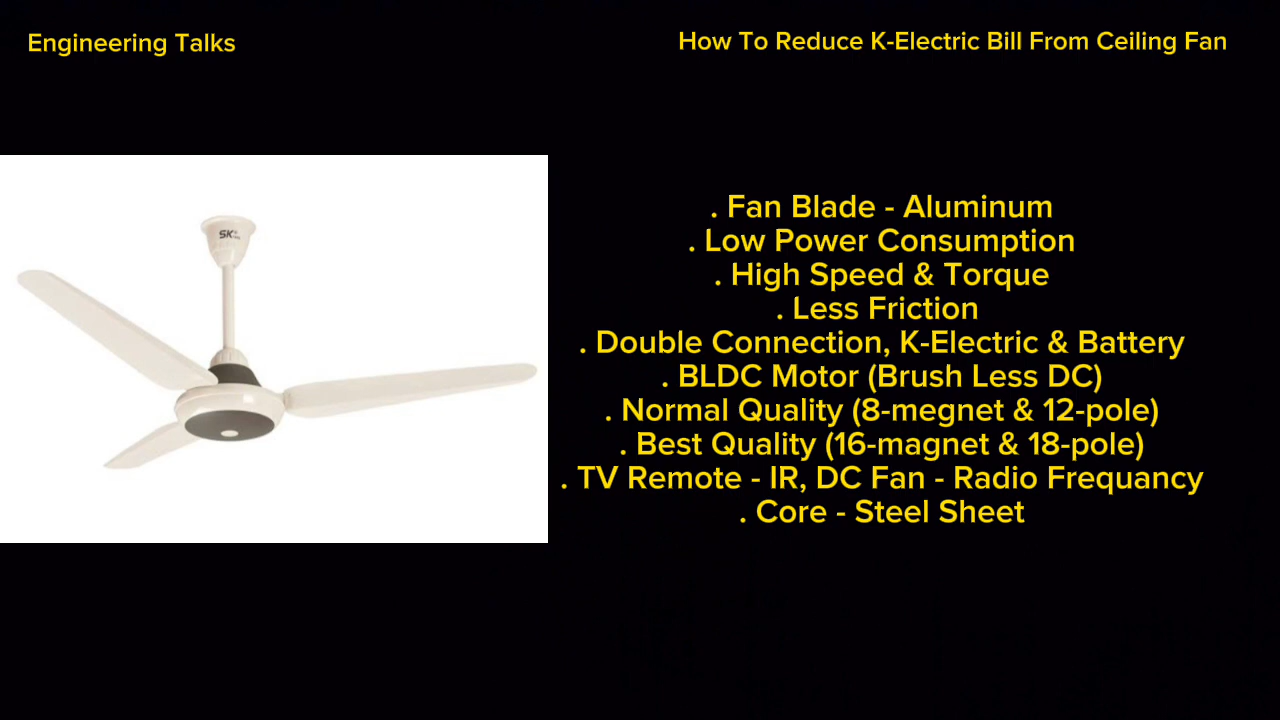 Engineering Talks
How To Reduce K-Electric Bill From Ceiling Fan
SK
. Fan Blade - Aluminum
. Low Power Consumption
. High Speed & Torque
. Less Friction
. Double Connection, K-Electric & Battery
. BLDC Motor (Brush Less DC)
. Normal Quality (8-megnet & 12-pole)
. Best Quality (16-magnet & 18-pole)
. TV Remote - IR, DC Fan - Radio Frequancy
. Core - Steel Sheet